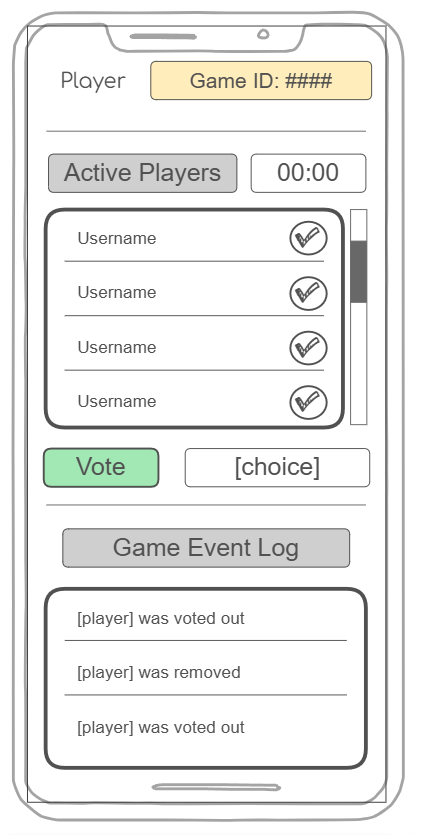 Player
Game ID: ####
Active Players
00:00
Username
Username
Username
Username
Vote
[choice]
Game Event Log
[player] was voted out
[player] was removed
[player] was voted out